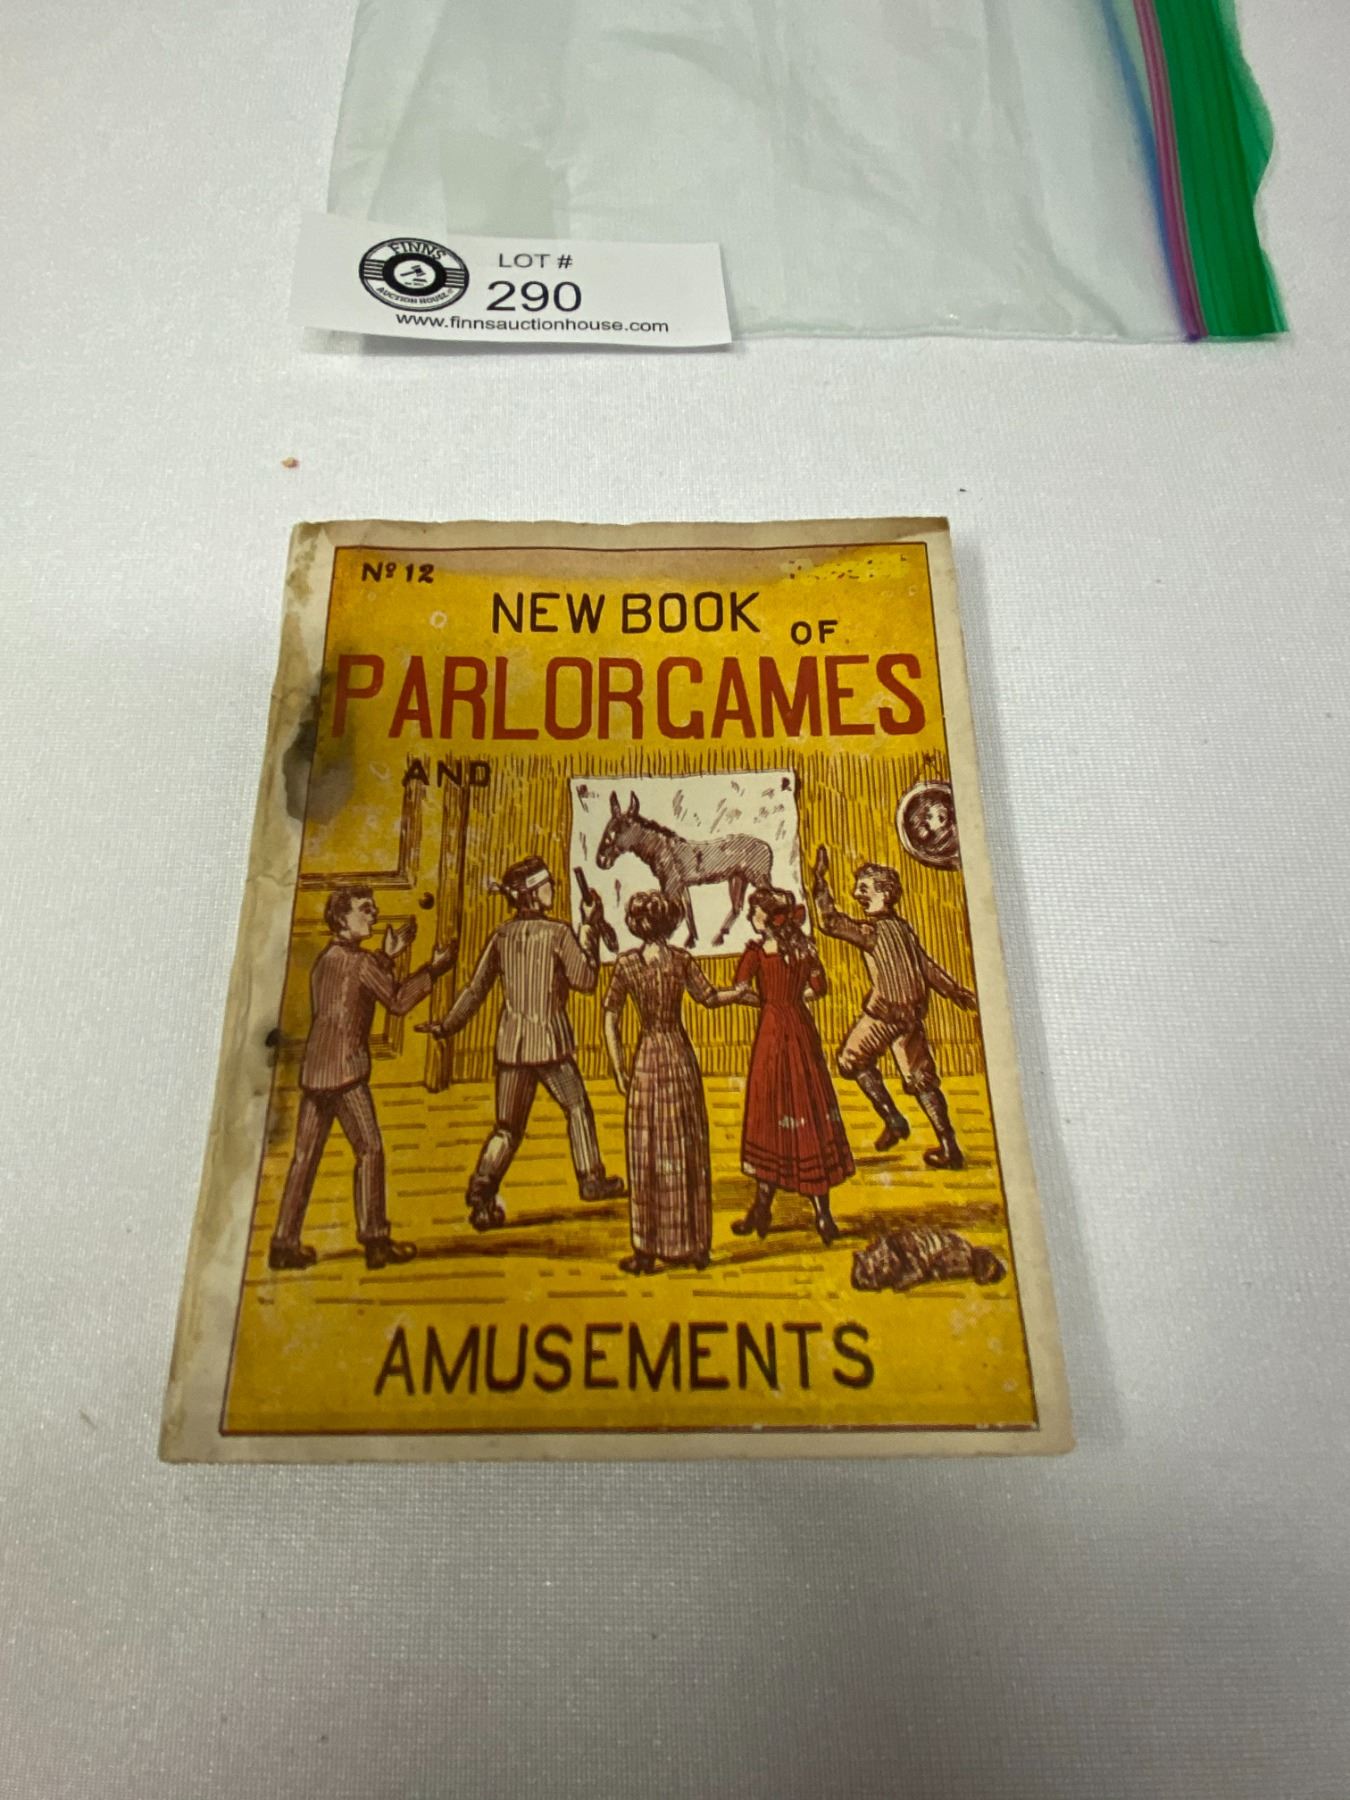 FINNS
AUCTION HOUSE
LOT #
290
www.finnsauctionhouse.com
Nº 12
NEW BOOK OF
PARLOR GAMES
AND
AMUSEMENTS